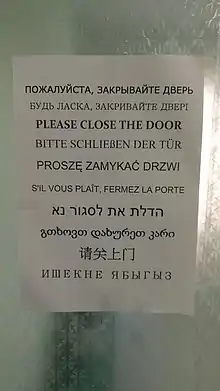 ПОЖАЛУЙСТА, ЗАКРЫВАЙТЕ ДВЕРЬ
БУДЬ ЛАСКА, ЗАКРИВАЙТЕ ДВЕРІ
PLEASE CLOSE THE DOOR
BITTE SCHLIEßEN DER TÜR
PROSZĘ ZAMYKAĆ DRZWI
S'IL VOUS PLAÎT, FERMEZ LA PORTE
הדלת את לסגור נא
გთხოვთ დახურეთ კარი
请关上门
ИШЕКНЕ ЯБЫГЫЗ